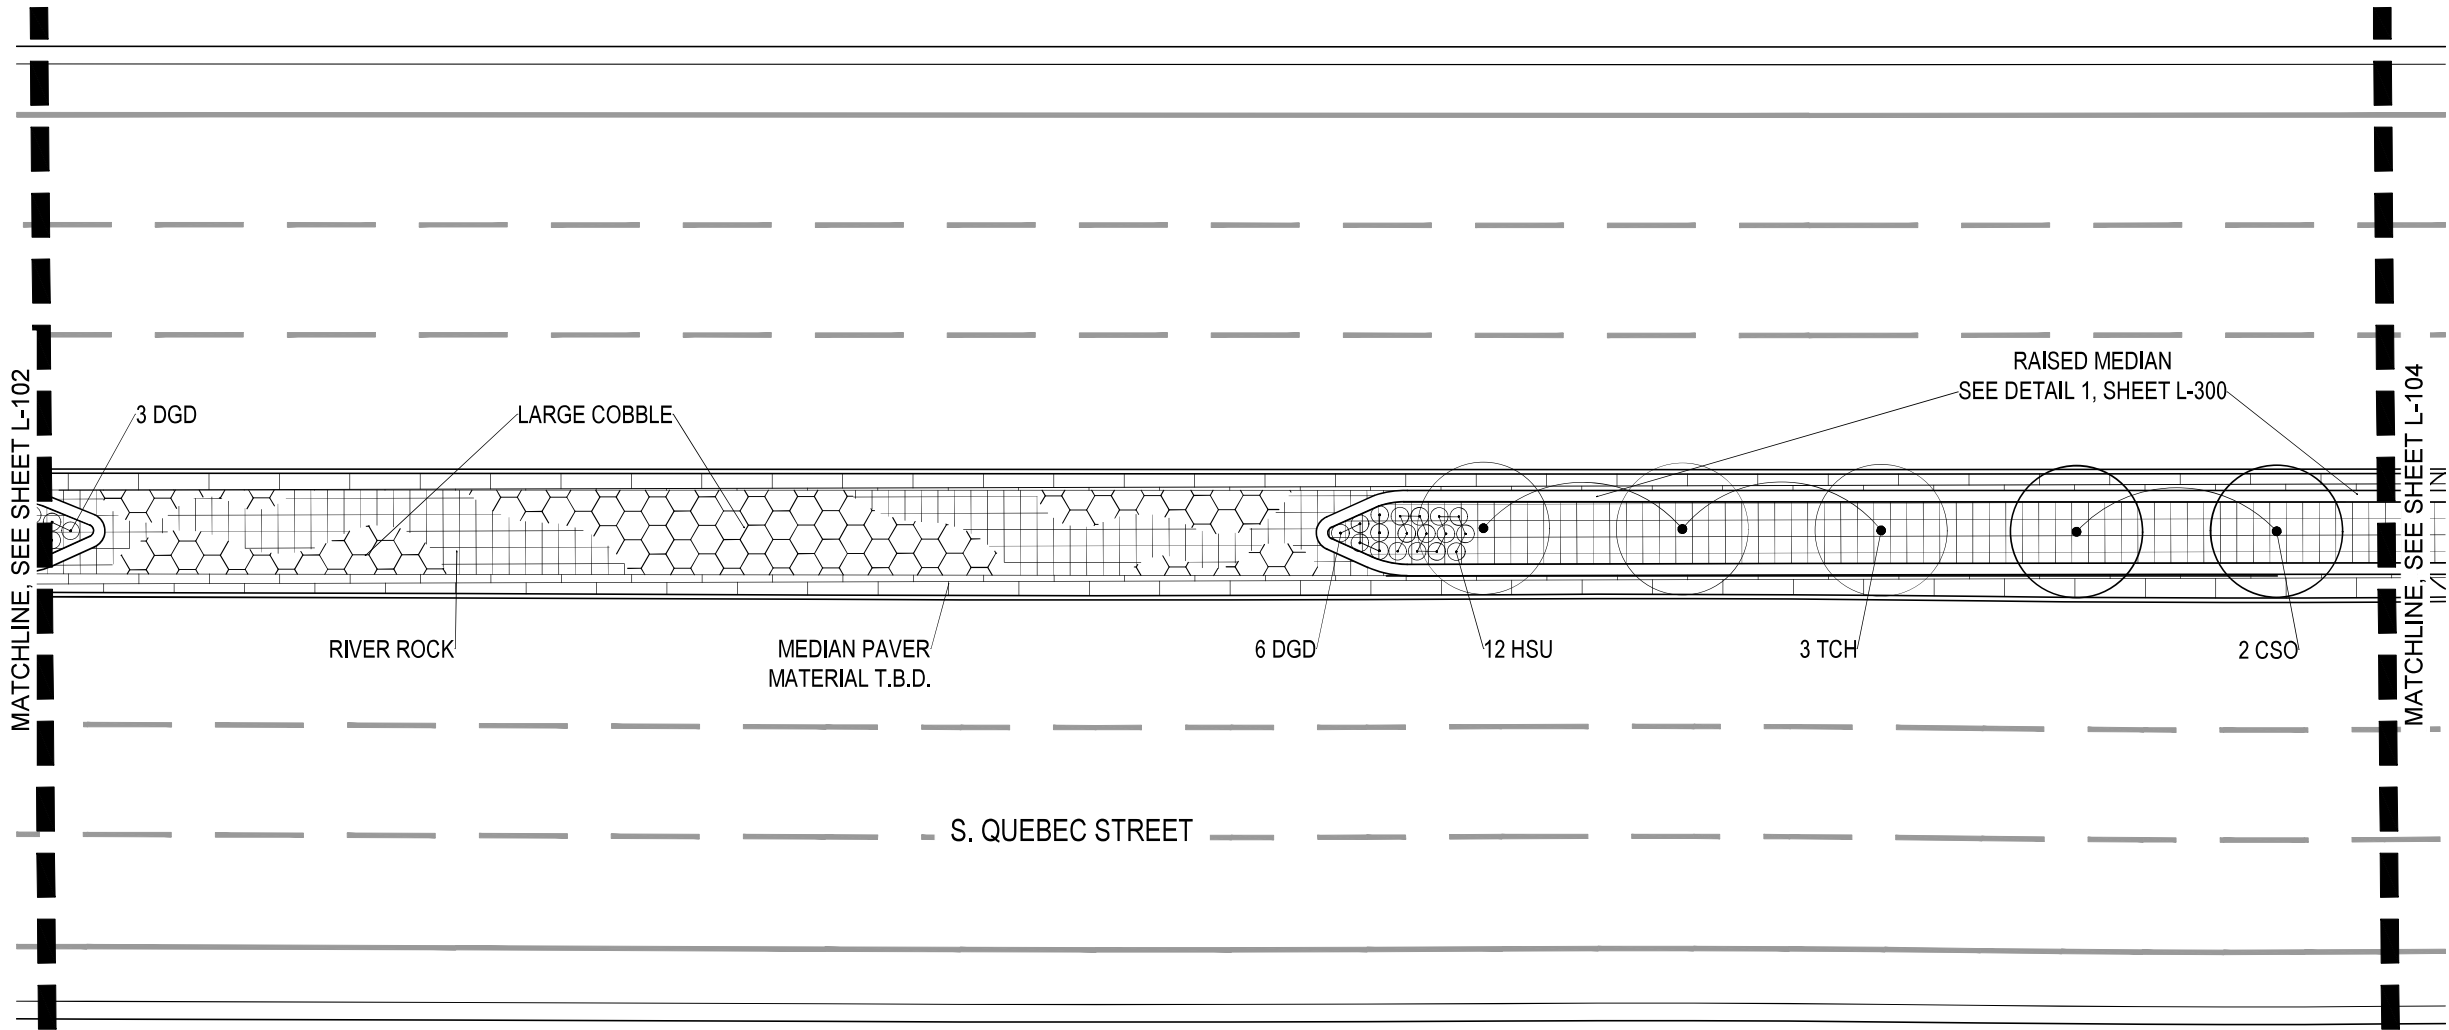 MATCHLINE, SEE SHEET L-102
3 DGD
LARGE COBBLE
RAISED MEDIAN
SEE DETAIL 1, SHEET L-300
MATCHLINE, SEE SHEET L-104
RIVER ROCK
MEDIAN PAVER
MATERIAL T.B.D.
6 DGD
12 HSU
3 TCH
2 CSO
S. QUEBEC STREET